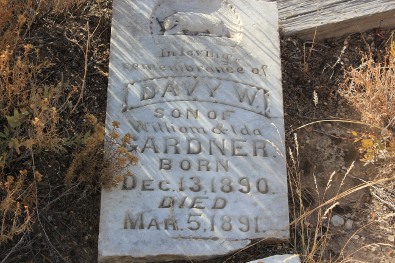 In loving
remembrance of
DAVY W.
SON OF
William & Ida
GARDNER.
BORN
DEC. 13, 1890.
DIED
MAR. 5, 1891.